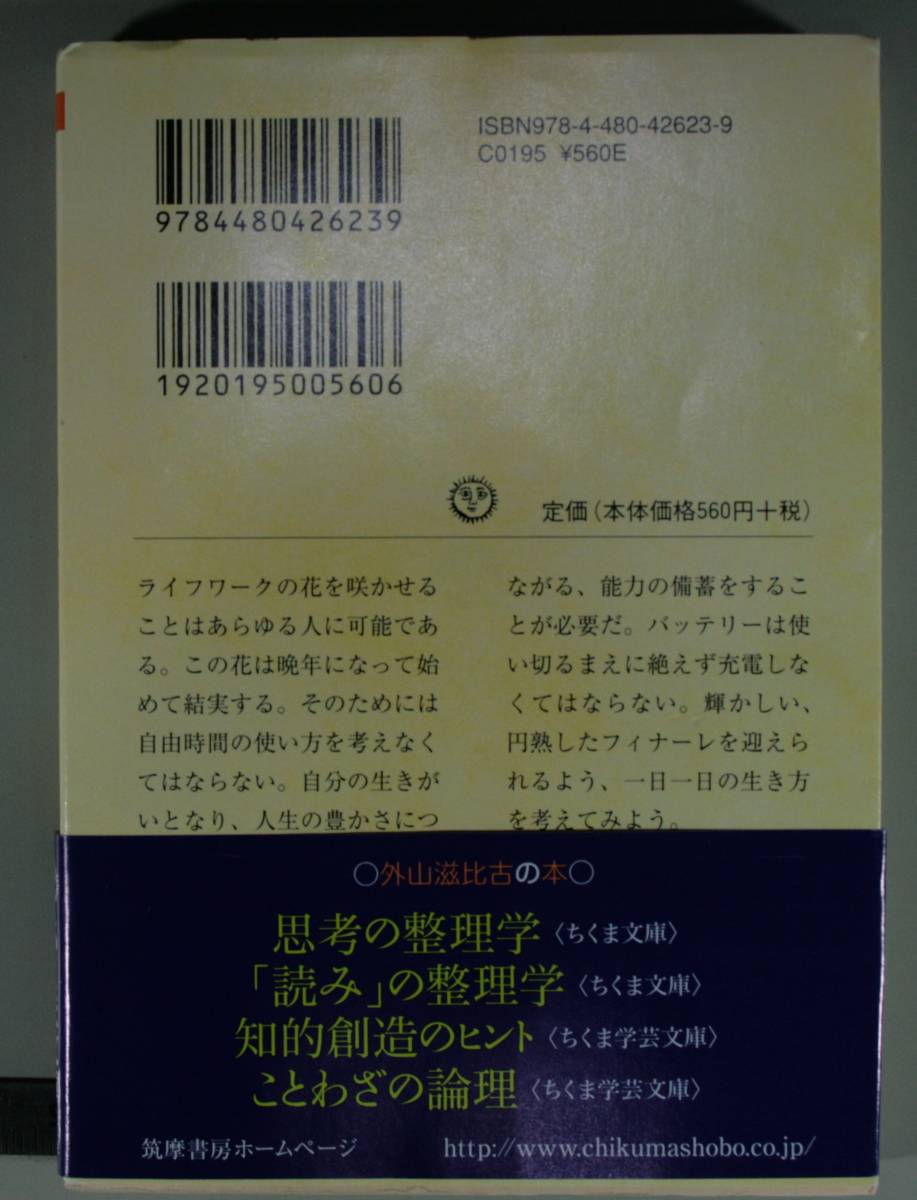 ISBN978-4-480-42623-9
C0195 ¥560E
9784480426239
1920195005606
定価(本体価格560円+税)
ライフワークの花を咲かせる
ことはあらゆる人に可能であ
る。この花は晩年になって始
めて結実する。そのためには
自由時間の使い方を考えなく
てはならない。自分の生きが
いとなり、人生の豊かさにつ
ながる、能力の備蓄をするこ
とが必要だ。バッテリーは使
い切るまえに絶えず充電しな
くてはならない。輝かしい、
円熟したフィナーレを迎えら
れるよう、一日一日の生き方
を考えてみよう。
○外山滋比古の本○
思考の整理学〈ちくま文庫〉
「読み」の整理学〈ちくま文庫〉
知的創造のヒント〈ちくま学芸文庫〉
ことわざの論理〈ちくま学芸文庫〉
筑摩書房ホームページ http://www.chikumashobo.co.jp/